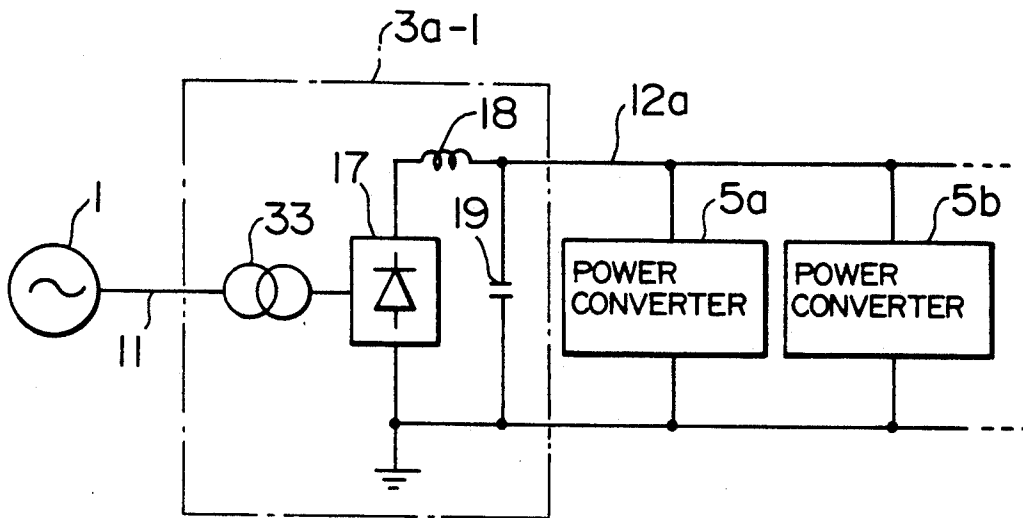 3a-1
18
12a
17
5a
5b
1
33
19
POWER
CONVERTER
POWER
CONVERTER
11